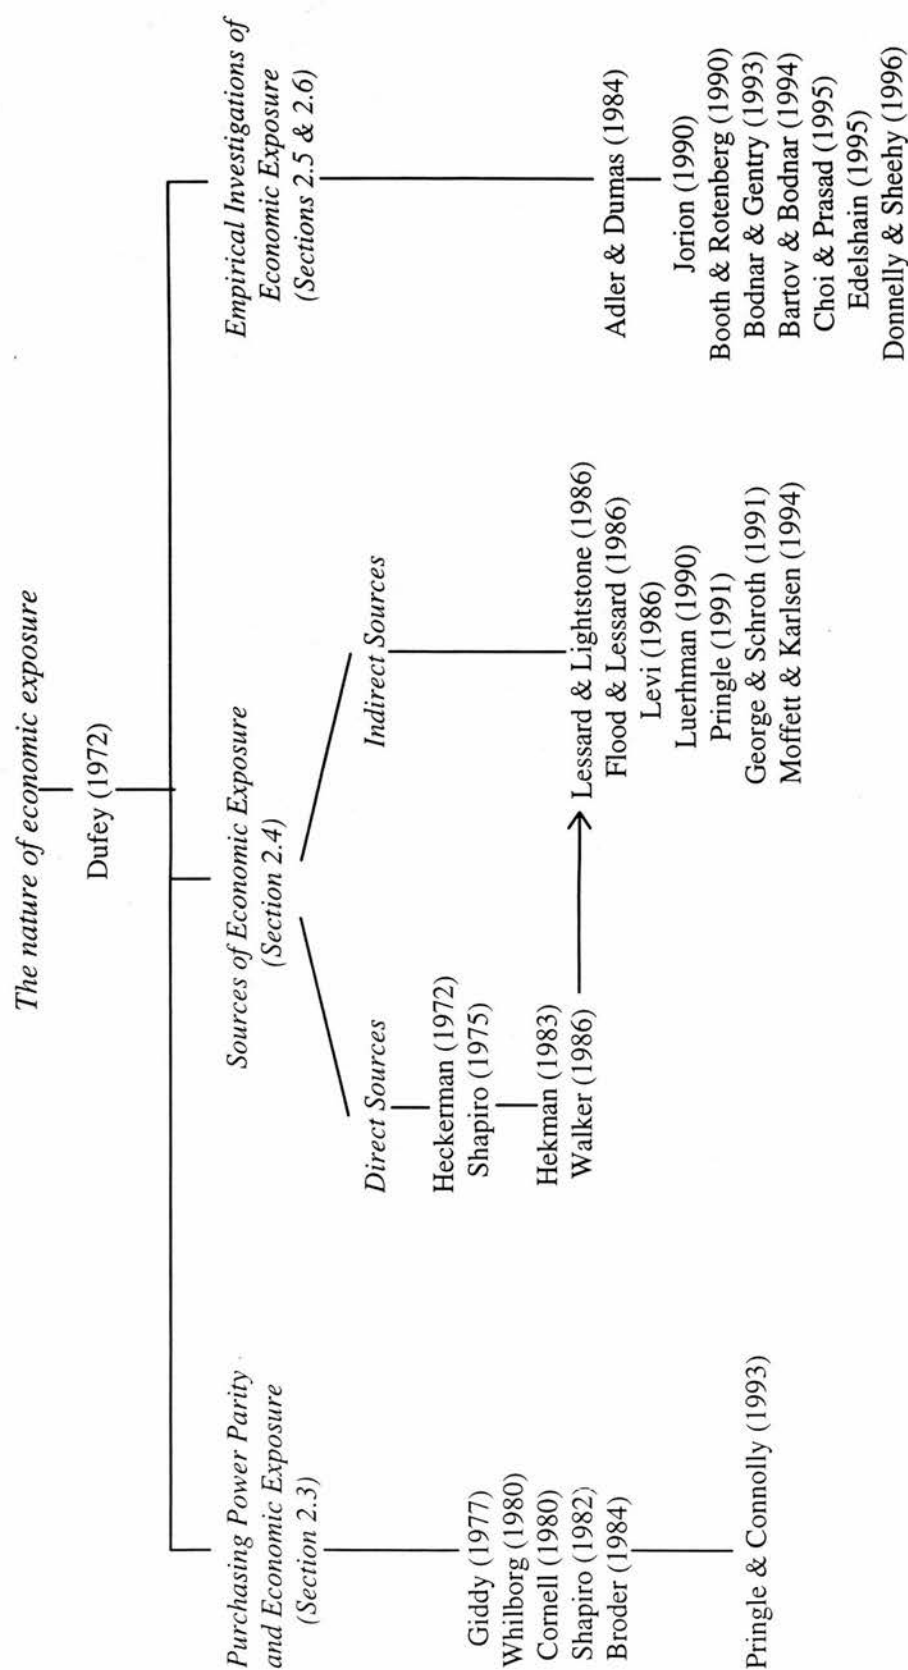 The nature of economic exposure
Dufey (1972)
Purchasing Power Parity
and Economic Exposure
(Section 2.3)
Giddy (1977)
Whilborg (1980)
Cornell (1980)
Shapiro (1982)
Broder (1984)
Pringle & Connolly (1993)
Sources of Economic Exposure
(Section 2.4)
Direct Sources
Heckerman (1972)
Shapiro (1975)
Hekman (1983)
Walker (1986)
Indirect Sources
Lessard & Lightstone (1986)
Flood & Lessard (1986)
Levi (1986)
Luerhman (1990)
Pringle (1991)
George & Schroth (1991)
Moffett & Karlsen (1994)
Empirical Investigations of
Economic Exposure
(Sections 2.5 & 2.6)
Adler & Dumas (1984)
Jorion (1990)
Booth & Rotenberg (1990)
Bodnar & Gentry (1993)
Bartov & Bodnar (1994)
Choi & Prasad (1995)
Edelshain (1995)
Donnelly & Sheehy (1996)